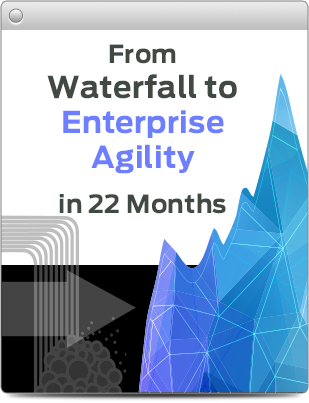 From
Waterfall to
Enterprise
Agility
in 22 Months